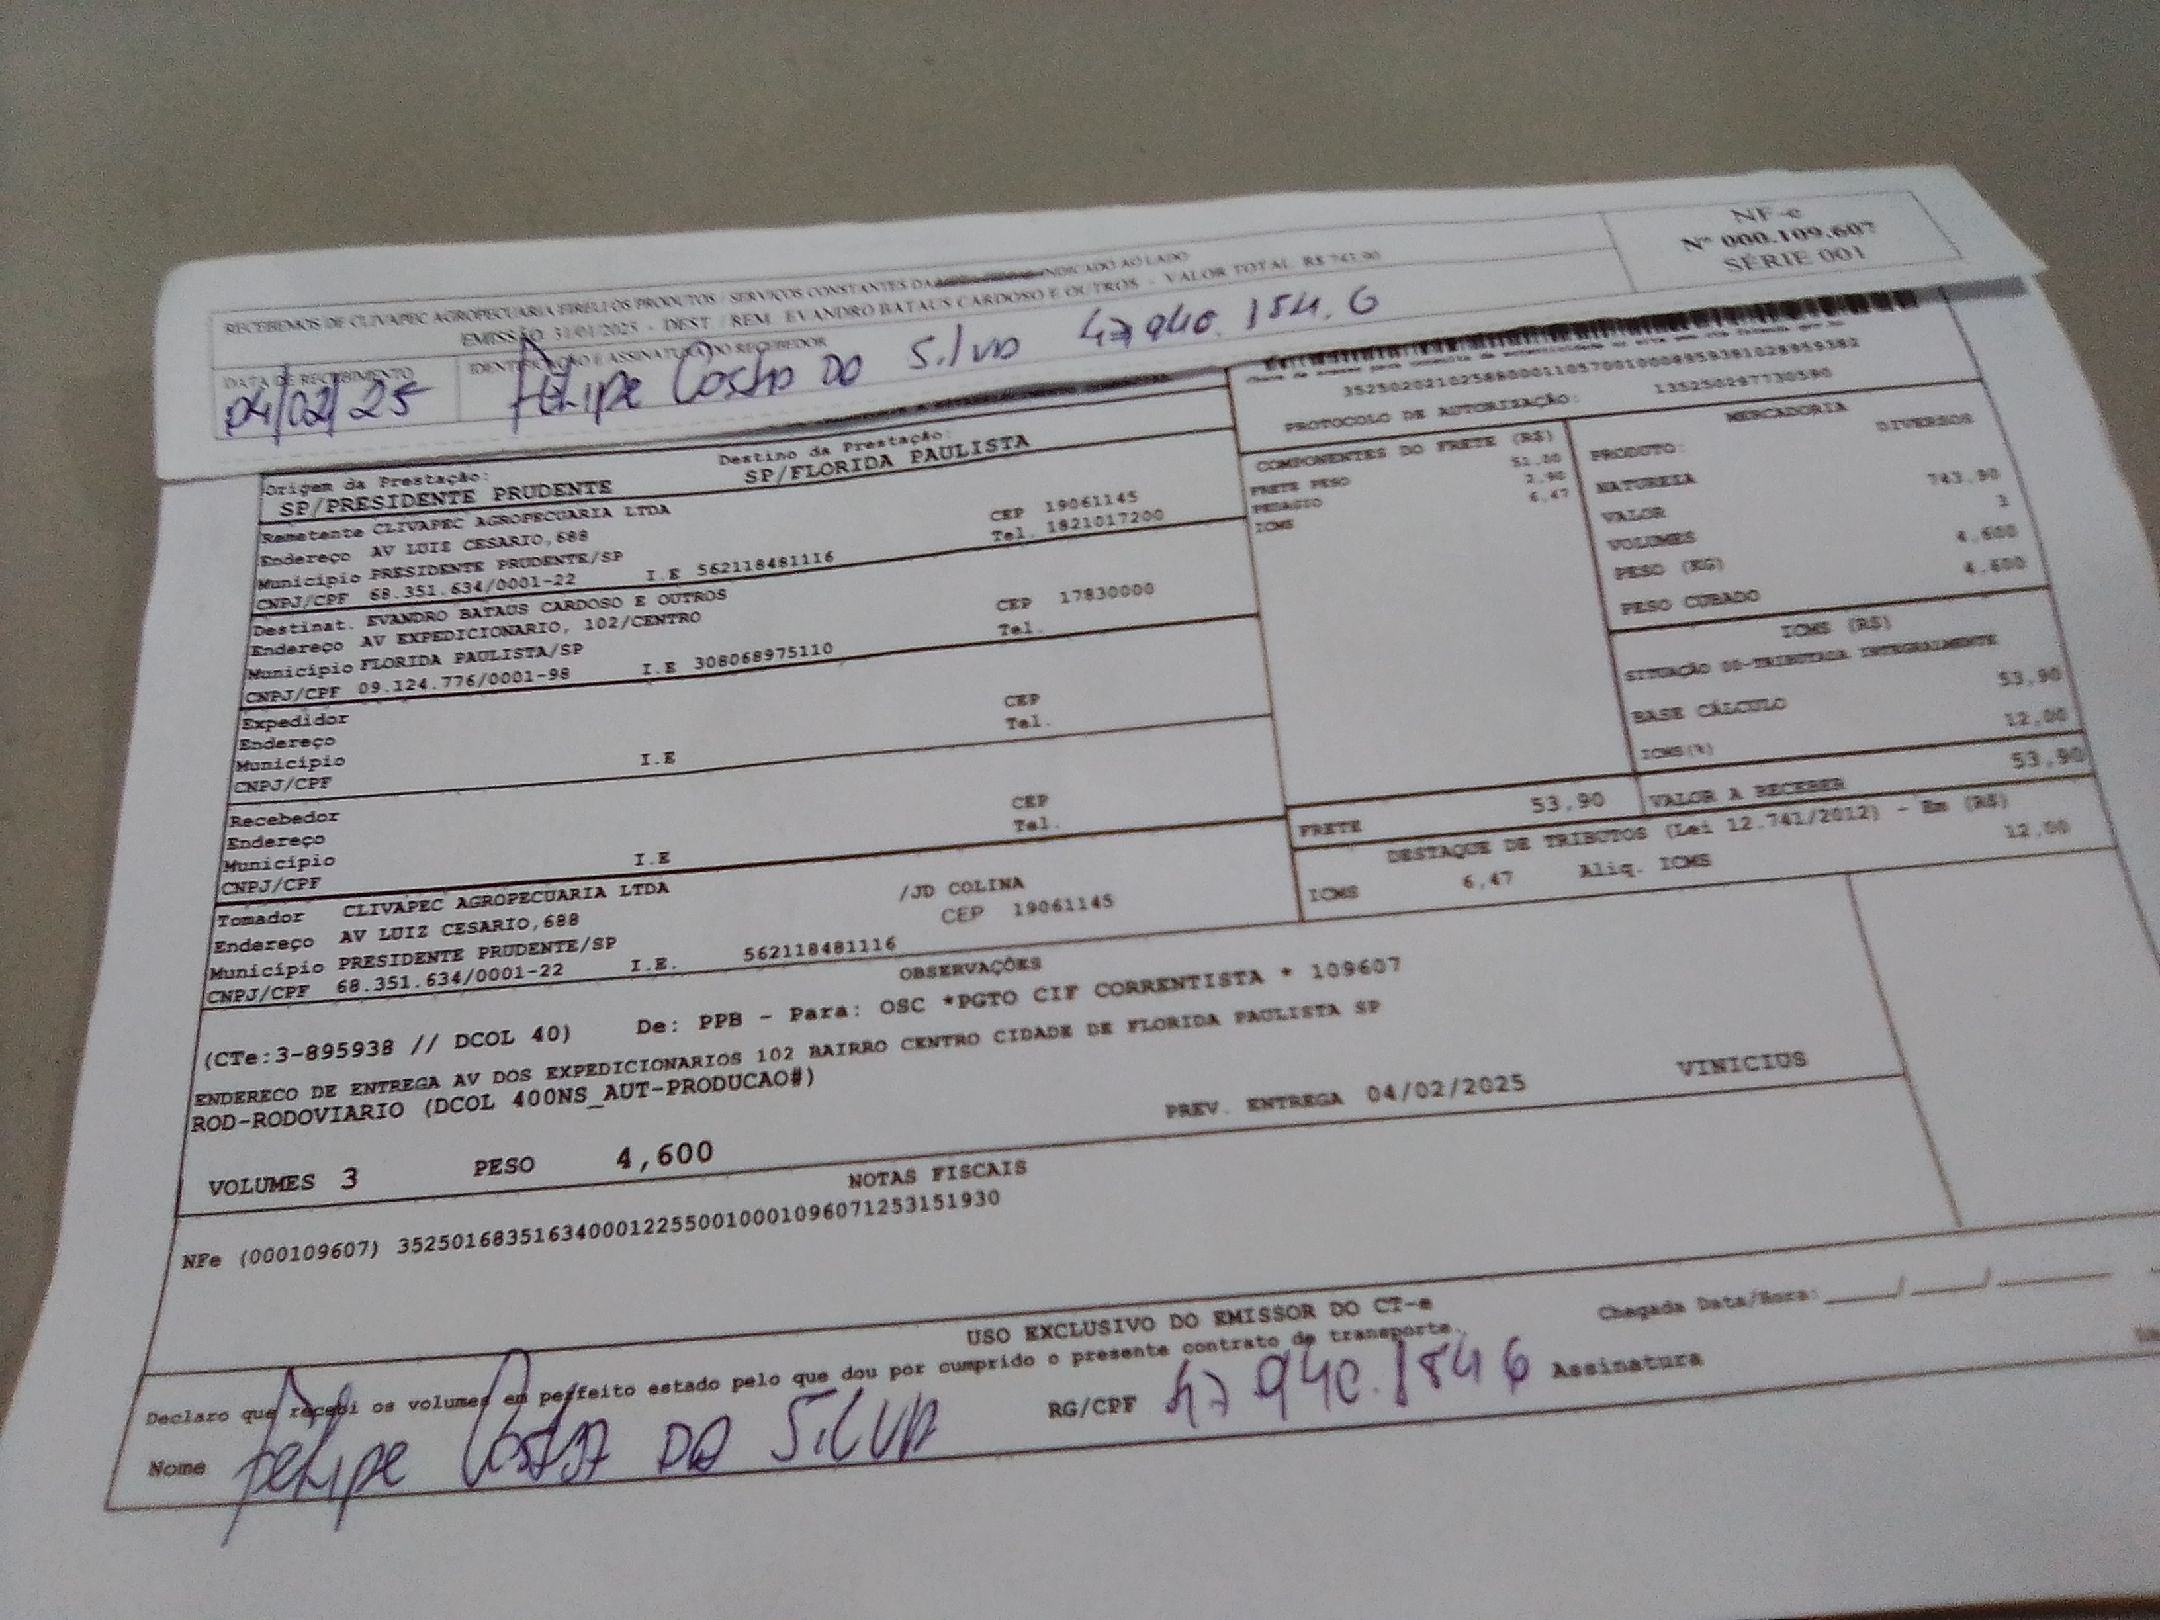 RECEBEMOS DE CLIVAPEC AGROPECUARIA EIRELI OS PRODUTOS / SERVIÇOS CONSTANTES DA INDICADO AO LADO
EMISSÃO 31/01/2025 - DEST / REM EVANDRO BATAUS CARDOSO E OUTROS - VALOR TOTAL R$
NF-e
Nº 000.109.607
SÉRIE 001
DATA DE RECEBIMENTO
04/02/25
IDENTIFICAÇÃO E ASSINATURA DO RECEBEDOR
Felipe Costa DA Silva 47 940.184.6
PROTOCOLO DE AUTORIZAÇÃO:
Origem da Prestação:
SP/PRESIDENTE PRUDENTE
Destino da Prestação:
SP/FLORIDA PAULISTA
Remetente CLIVAPEC AGROPECUARIA LTDA
Endereço AV LUIZ CESARIO,688 CEP 19061145
Município PRESIDENTE PRUDENTE/SP Tel. 1821017200
CNPJ/CPF 68.351.634/0001-22 I.E 562118481116
Destinat. EVANDRO BATAUS CARDOSO E OUTROS
Endereço AV EXPEDICIONARIO, 102/CENTRO CEP 17830000
Município FLORIDA PAULISTA/SP Tel.
CNPJ/CPF 09.124.776/0001-98 I.E 308068975110
Expedidor
Endereço CEP
Município Tel.
CNPJ/CPF I.E
Recebedor
Endereço CEP
Município Tel.
CNPJ/CPF I.E
Tomador CLIVAPEC AGROPECUARIA LTDA
Endereço AV LUIZ CESARIO,688 /JD COLINA
Município PRESIDENTE PRUDENTE/SP CEP 19061145
CNPJ/CPF 68.351.634/0001-22 I.E. 562118481116
COMPONENTES DO FRETE (R$)
FRETE PESO
PEDAGIO
ICMS 6,47
FRETE 53,90
MERCADORIA
PRODUTO: DIVERSOS
NATUREZA
VALOR 743,90
VOLUMES 3
PESO (KG) 4,600
PESO CUBADO 4,600
ICMS (R$)
SITUAÇÃO 00-TRIBUTADA INTEGRALMENTE
BASE CÁLCULO 53,90
ICMS(%) 12,00
VALOR A RECEBER 53,90
DESTAQUE DE TRIBUTOS (Lei 12.741/2012) - Em (R$)
ICMS 6,47 Aliq. ICMS 12,00
OBSERVAÇÕES
(CTe:3-895938 // DCOL 40) De: PPB - Para: OSC *PGTO CIF CORRENTISTA * 109607
ENDERECO DE ENTREGA AV DOS EXPEDICIONARIOS 102 BAIRRO CENTRO CIDADE DE FLORIDA PAULISTA SP
ROD-RODOVIARIO (DCOL 400NS_AUT-PRODUCAO#)
PREV. ENTREGA 04/02/2025 VINICIUS
VOLUMES 3 PESO 4,600
NOTAS FISCAIS
NFe (000109607) 35250168351634000122550010001096071253151930
USO EXCLUSIVO DO EMISSOR DO CT-e
Declaro que recebi os volumes em perfeito estado pelo que dou por cumprido o presente contrato de transporte.
Chegada Data/Hora: ____/____/____
Nome Felipe Costa DA SilVA RG/CPF 47 940.184 6 Assinatura